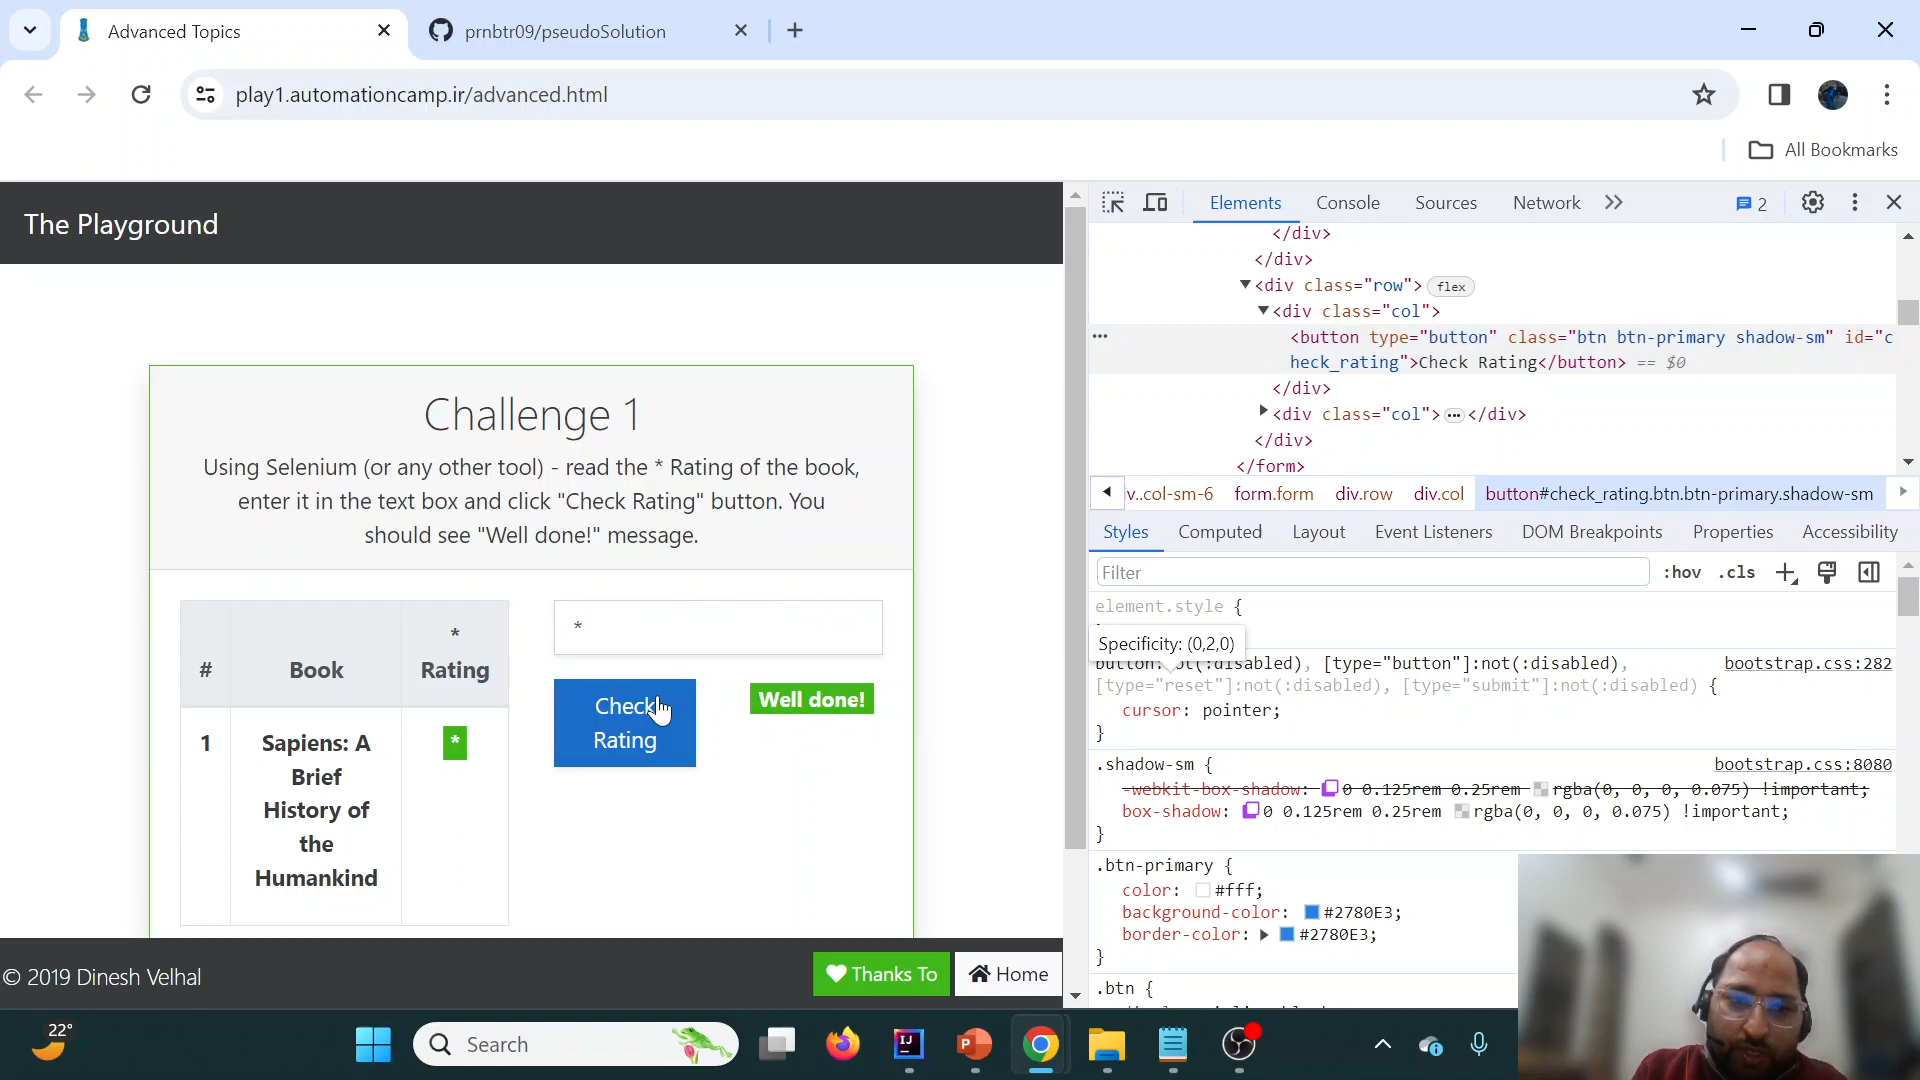 Advanced Topics
prnbtr09/pseudoSolution
play1.automationcamp.ir/advanced.html
All Bookmarks
The Playground
Challenge 1
Using Selenium (or any other tool) - read the * Rating of the book,
enter it in the text box and click "Check Rating" button. You
should see "Well done!" message.
# Book * Rating
*
Check
Rating
Well done!
1
Sapiens: A
Brief
History of
the
Humankind
*
© 2019 Dinesh Velhal
Thanks To
Home
Elements Console Sources Network 2
</div>
</div>
<div class="row"> flex
<div class="col">
<button type="button" class="btn btn-primary shadow-sm" id="c
heck_rating">Check Rating</button> == $0
</div>
<div class="col"> … </div>
</div>
</form>
v..col-sm-6 form.form div.row div.col button#check_rating.btn.btn-primary.shadow-sm
Styles Computed Layout Event Listeners DOM Breakpoints Properties Accessibility
Filter :hov .cls
element.style {
Specificity: (0,2,0)
[type="button"]:not(:disabled), bootstrap.css:282
[type="reset"]:not(:disabled), [type="submit"]:not(:disabled) {
cursor: pointer;
}
.shadow-sm { bootstrap.css:8080
-webkit-box-shadow: 0 0.125rem 0.25rem rgba(0, 0, 0, 0.075) !important;
box-shadow: 0 0.125rem 0.25rem rgba(0, 0, 0, 0.075) !important;
}
.btn-primary {
color: #fff;
background-color: #2780E3;
border-color: #2780E3;
}
.btn {
22°
Search